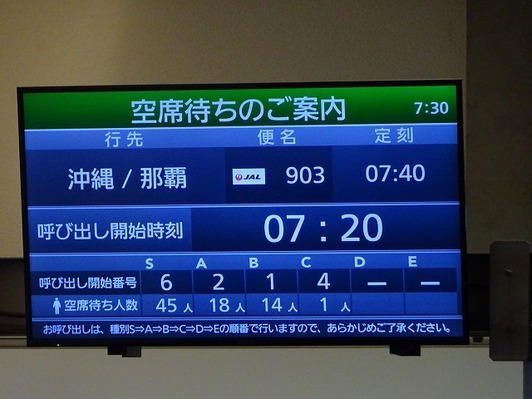 空席待ちのご案内 7:30
行先 便名 定刻
沖縄 / 那覇 JAL 903 07:40
呼び出し開始時刻 07 : 20
S A B C D E
呼び出し開始番号 6 2 1 4 — —
空席待ち人数 45人 18人 14人 1人
お呼び出しは、種別S⇒A⇒B⇒C⇒D⇒Eの順番で行いますので、あらかじめご了承ください。